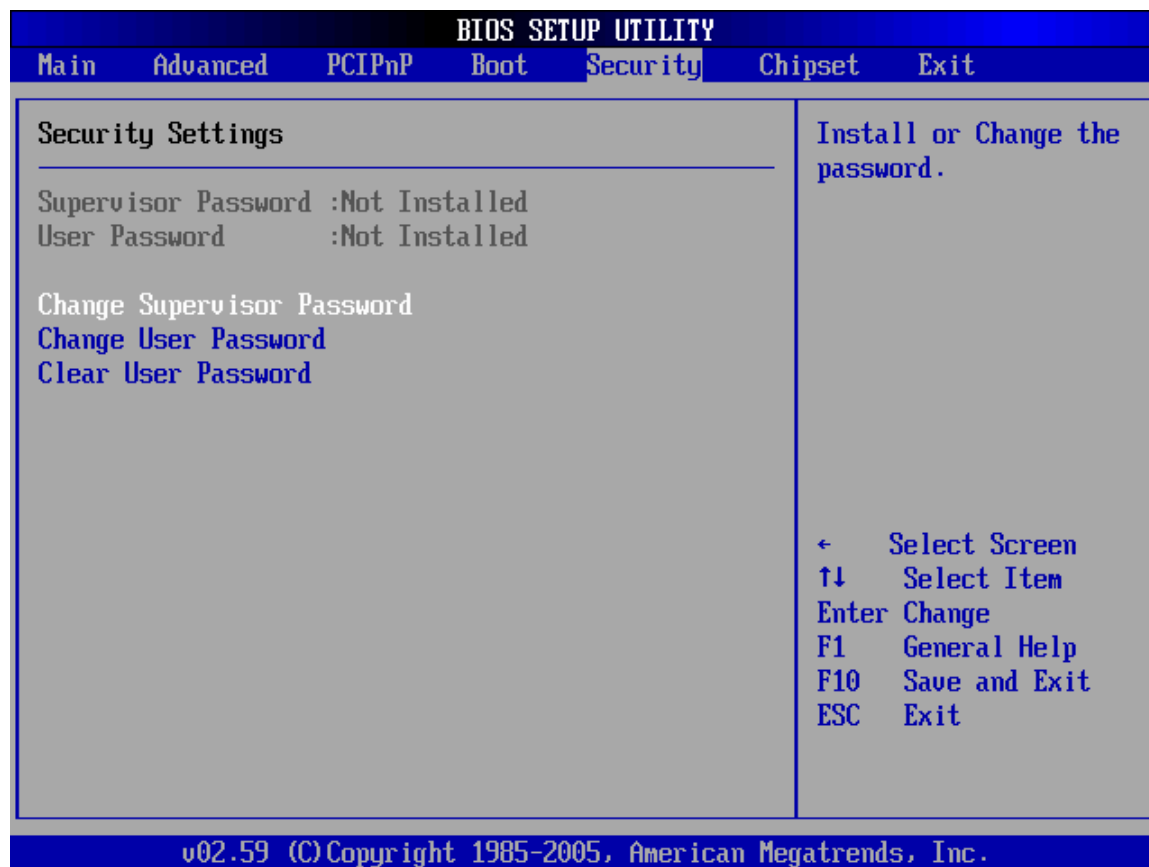 BIOS SETUP UTILITY
Main Advanced PCIPnP Boot Security Chipset Exit
Security Settings
Supervisor Password :Not Installed
User Password :Not Installed
Change Supervisor Password
Change User Password
Clear User Password
Install or Change the
password.
← Select Screen
↑↓ Select Item
Enter Change
F1 General Help
F10 Save and Exit
ESC Exit
v02.59 (C)Copyright 1985-2005, American Megatrends, Inc.